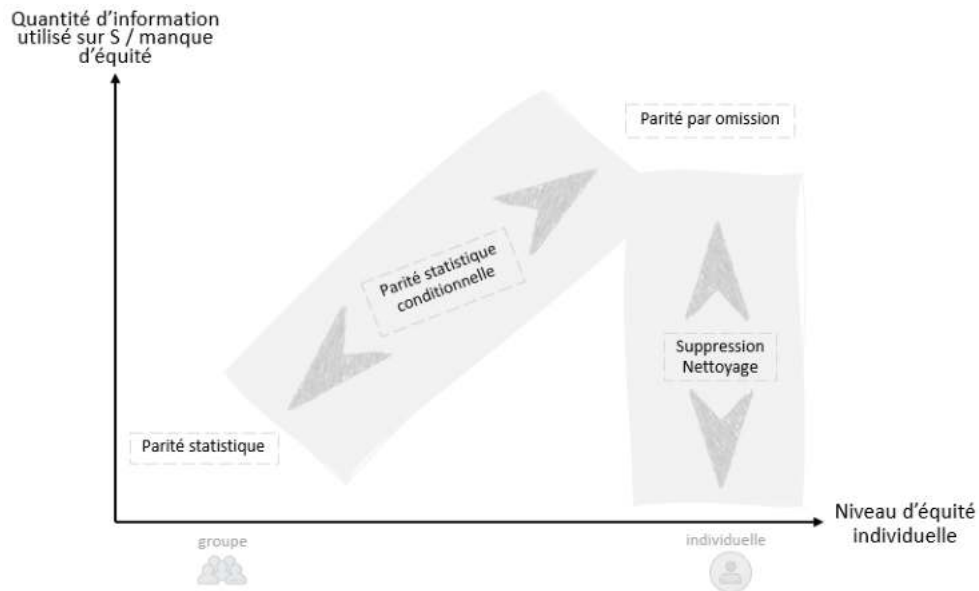 Quantité d'information
utilisé sur S / manque
d'équité
Parité par omission
Parité statistique
conditionnelle
Suppression
Nettoyage
Parité statistique
Niveau d'équité
individuelle
groupe
individuelle